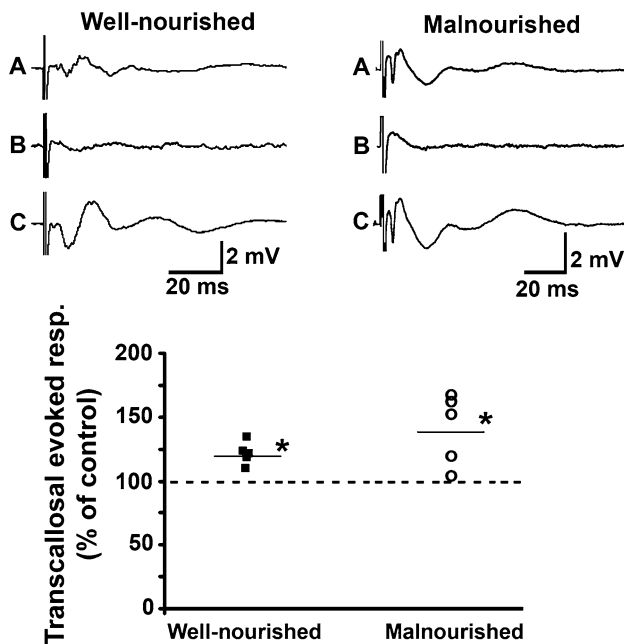 Well-nourished
Malnourished
A
A
B
B
C
C
2 mV
20 ms
2 mV
20 ms
Transcallosal evoked resp.
(% of control)
200
150
100
50
0
*
*
Well-nourished
Malnourished